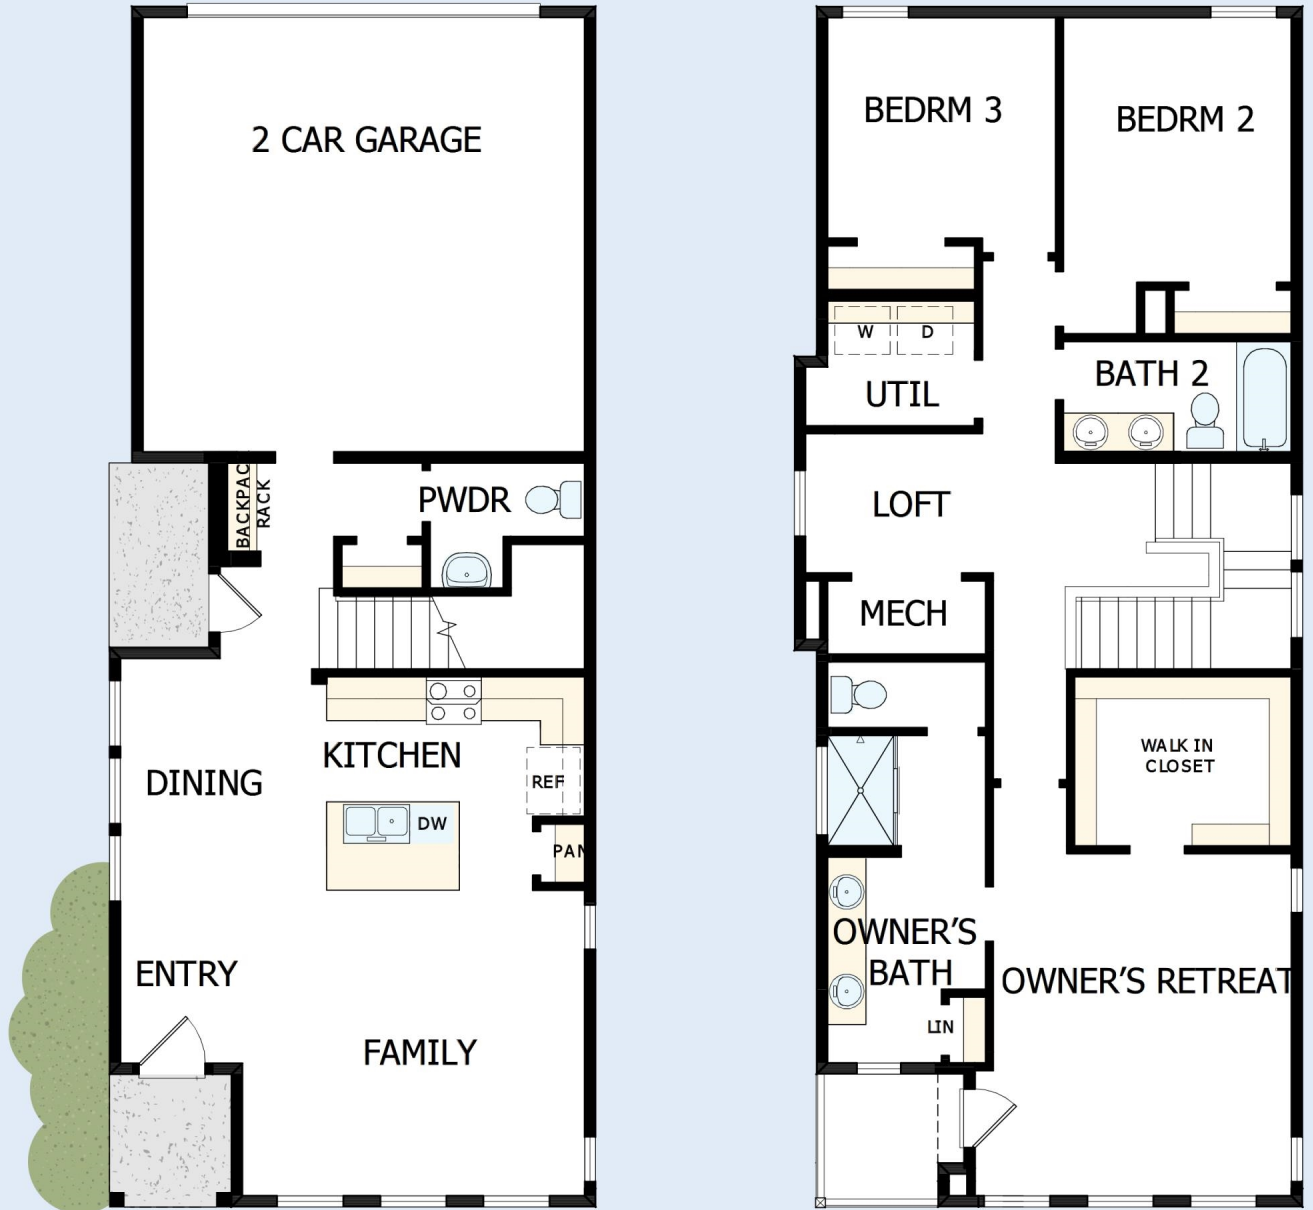 2 CAR GARAGE
BACKPAC
RACK
PWDR
KITCHEN
DINING
REF
DW
PAN
ENTRY
FAMILY
BEDRM 3
BEDRM 2
W
D
UTIL
BATH 2
LOFT
MECH
WALK IN
CLOSET
OWNER'S
BATH
OWNER'S RETREAT
LIN